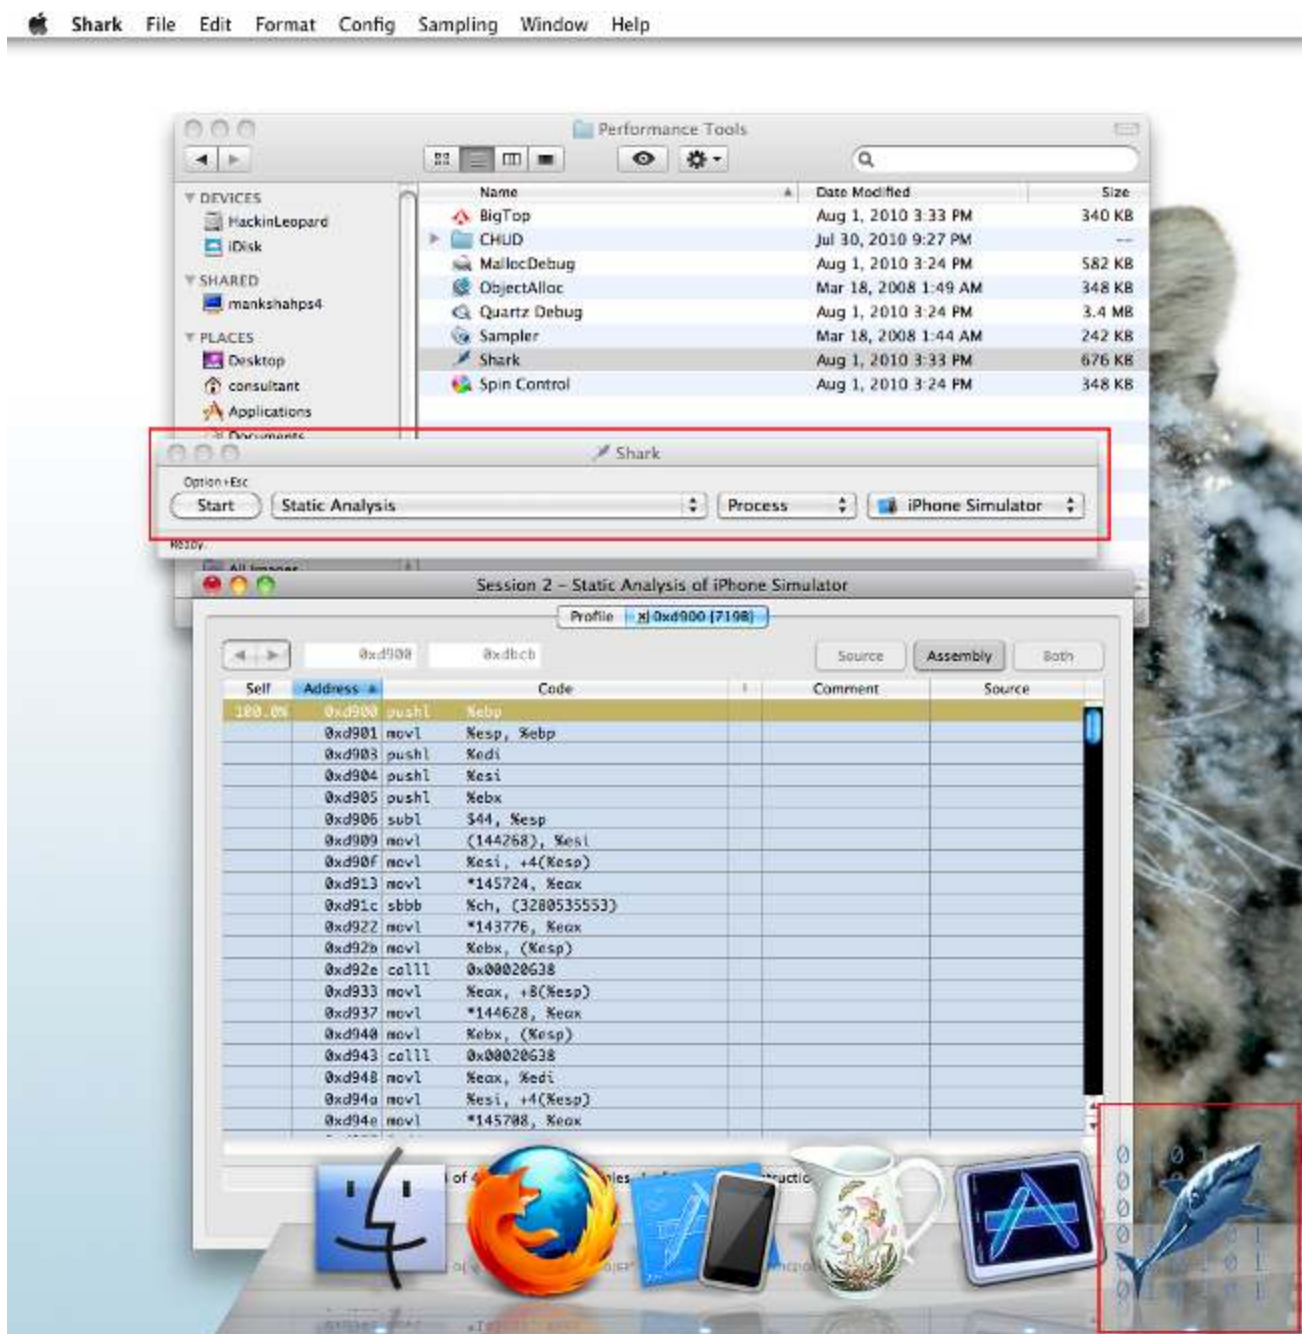 Shark File Edit Format Config Sampling Window Help
Performance Tools
Name Date Modified Size
DEVICES
HackinLeopard
iDisk
SHARED
mankshahps4
PLACES
Desktop
consultant
Applications
Documents
BigTop Aug 1, 2010 3:33 PM 340 KB
CHUD Jul 30, 2010 9:27 PM --
MallocDebug Aug 1, 2010 3:24 PM 582 KB
ObjectAlloc Mar 18, 2008 1:49 AM 348 KB
Quartz Debug Aug 1, 2010 3:24 PM 3.4 MB
Sampler Mar 18, 2008 1:44 AM 242 KB
Shark Aug 1, 2010 3:33 PM 676 KB
Spin Control Aug 1, 2010 3:24 PM 348 KB
Shark
Option+Esc
Start Static Analysis Process iPhone Simulator
Ready.
All Images
Session 2 - Static Analysis of iPhone Simulator
Profile 0xd900 [7198]
0xd900 0xdbcb Source Assembly Both
Self Address Code ! Comment Source
100.0% 0xd900 pushl %ebp
0xd901 movl %esp, %ebp
0xd903 pushl %edi
0xd904 pushl %esi
0xd905 pushl %ebx
0xd906 subl $44, %esp
0xd909 movl (144268), %esi
0xd90f movl %esi, +4(%esp)
0xd913 movl *145724, %eax
0xd91c sbbb %ch, (3280535553)
0xd922 movl *143776, %eax
0xd92b movl %ebx, (%esp)
0xd92e calll 0x00020638
0xd933 movl %eax, +8(%esp)
0xd937 movl *144628, %eax
0xd940 movl %ebx, (%esp)
0xd943 calll 0x00020638
0xd948 movl %eax, %edi
0xd94a movl %esi, +4(%esp)
0xd94e movl *145708, %eax